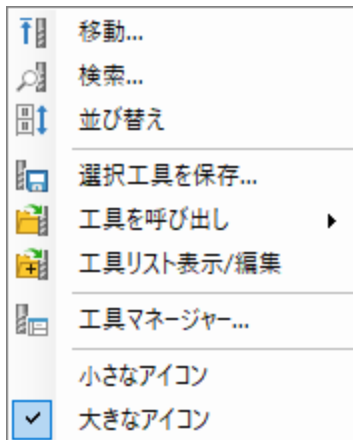 移動...
検索...
並び替え
選択工具を保存...
工具を呼び出し
工具リスト表示/編集
工具マネージャー...
小さなアイコン
大きなアイコン